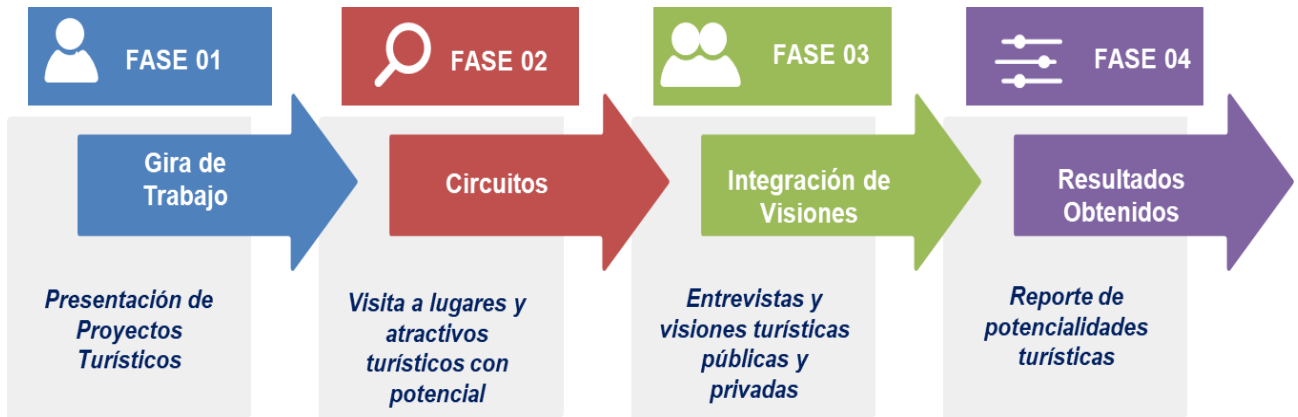 FASE 01
Gira de
Trabajo
Presentación de
Proyectos
Turísticos
FASE 02
Circuitos
Visita a lugares y
atractivos
turísticos con
potencial
FASE 03
Integración de
Visiones
Entrevistas y
visiones turísticas
públicas y
privadas
FASE 04
Resultados
Obtenidos
Reporte de
potencialidades
turísticas